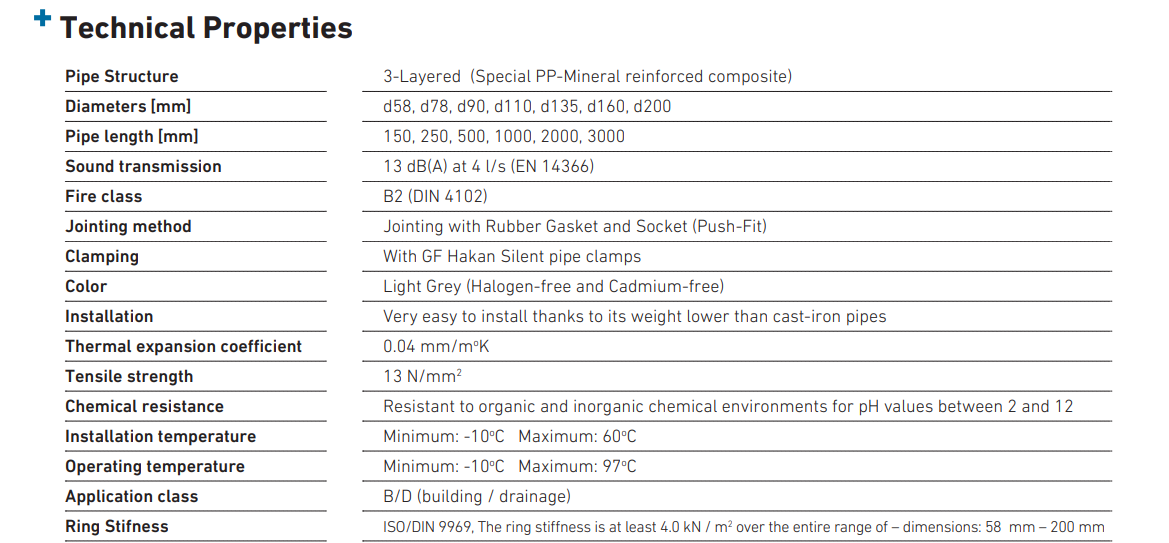 Technical Properties
Pipe Structure 3-Layered (Special PP-Mineral reinforced composite)
Diameters [mm] d58, d78, d90, d110, d135, d160, d200
Pipe length [mm] 150, 250, 500, 1000, 2000, 3000
Sound transmission 13 dB(A) at 4 l/s (EN 14366)
Fire class B2 (DIN 4102)
Jointing method Jointing with Rubber Gasket and Socket (Push-Fit)
Clamping With GF Hakan Silent pipe clamps
Color Light Grey (Halogen-free and Cadmium-free)
Installation Very easy to install thanks to its weight lower than cast-iron pipes
Thermal expansion coefficient 0.04 mm/mºK
Tensile strength 13 N/mm²
Chemical resistance Resistant to organic and inorganic chemical environments for pH values between 2 and 12
Installation temperature Minimum: -10ºC Maximum: 60ºC
Operating temperature Minimum: -10ºC Maximum: 97ºC
Application class B/D (building / drainage)
Ring Stifness ISO/DIN 9969, The ring stiffness is at least 4.0 kN / m² over the entire range of – dimensions: 58 mm – 200 mm